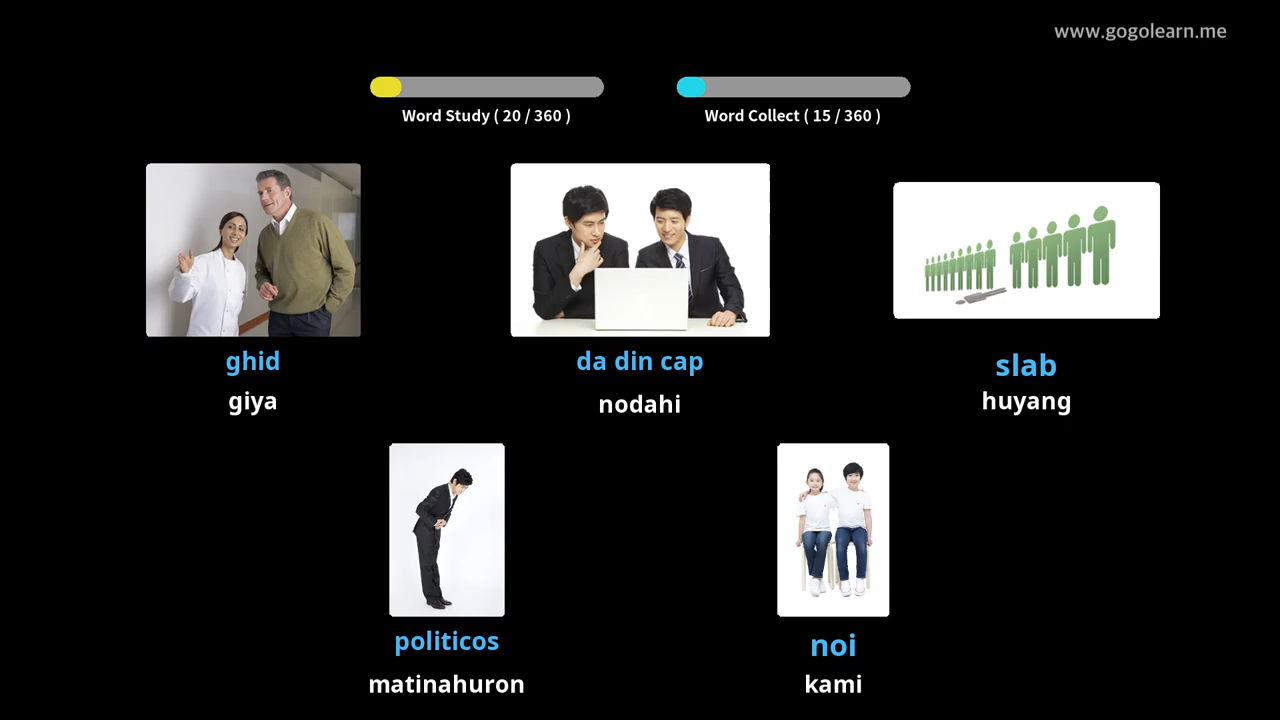 www.gogolearn.me
Word Study ( 20 / 360 )
Word Collect ( 15 / 360 )
ghid
giya
da din cap
nodahi
slab
huyang
politicos
matinahuron
noi
kami